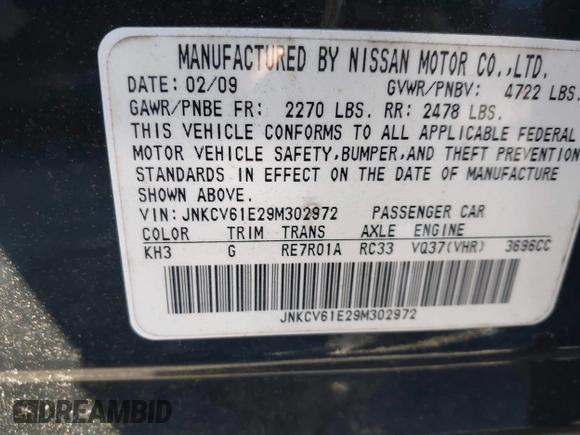 MANUFACTURED BY NISSAN MOTOR CO.,LTD.
DATE: 02/09 GVWR/PNBV: 4722 LBS.
GAWR/PNBE FR: 2270 LBS. RR: 2478 LBS.
THIS VEHICLE CONFORMS TO ALL APPLICABLE FEDERAL
MOTOR VEHICLE SAFETY,BUMPER,AND THEFT PREVENTION
STANDARDS IN EFFECT ON THE DATE OF MANUFACTURE
SHOWN ABOVE.
VIN: JNKCV61E29M302972 PASSENGER CAR
COLOR TRIM TRANS AXLE ENGINE
KH3 G RE7R01A RC33 VQ37(VHR) 3696CC
JNKCV61E29M302972
DREAMBID